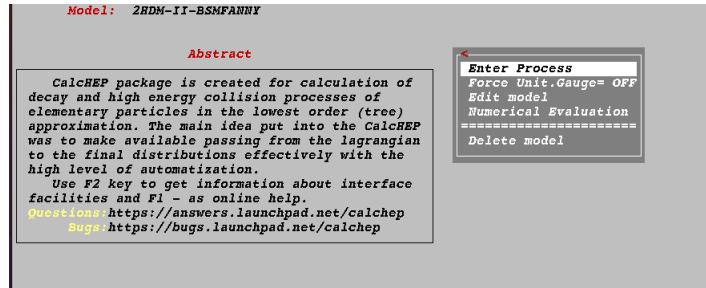 Model: 2HDM-II-BSMFANNY
Abstract
CalcHEP package is created for calculation of
decay and high energy collision processes of
elementary particles in the lowest order (tree)
approximation. The main idea put into the CalcHEP
was to make available passing from the lagrangian
to the final distributions effectively with the
high level of automatization.
Use F2 key to get information about interface
facilities and F1 - as online help.
Questions:https://answers.launchpad.net/calchep
Bugs:https://bugs.launchpad.net/calchep
<
Enter Process
Force Unit.Gauge= OFF
Edit model
Numerical Evaluation
======================
Delete model